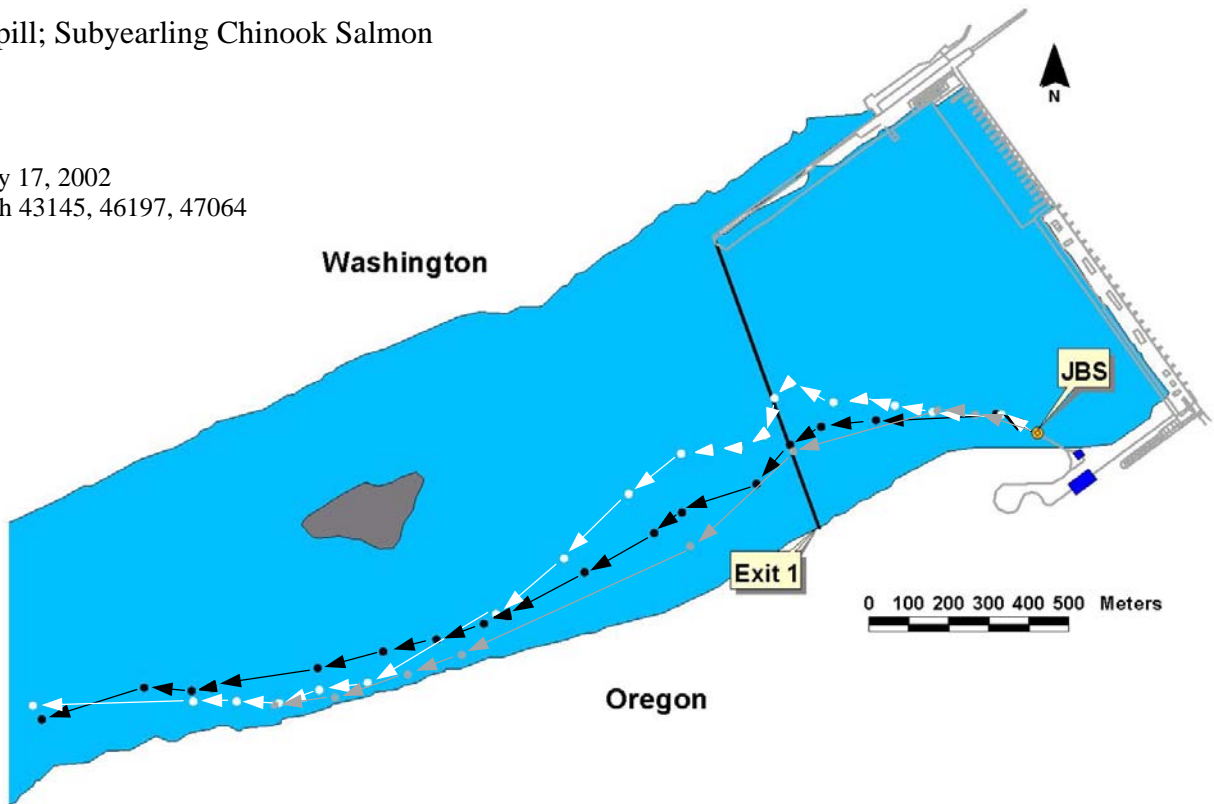 pill; Subyearling Chinook Salmon
N
y 17, 2002
h 43145, 46197, 47064
Washington
JBS
Exit 1
0 100 200 300 400 500 Meters
Oregon